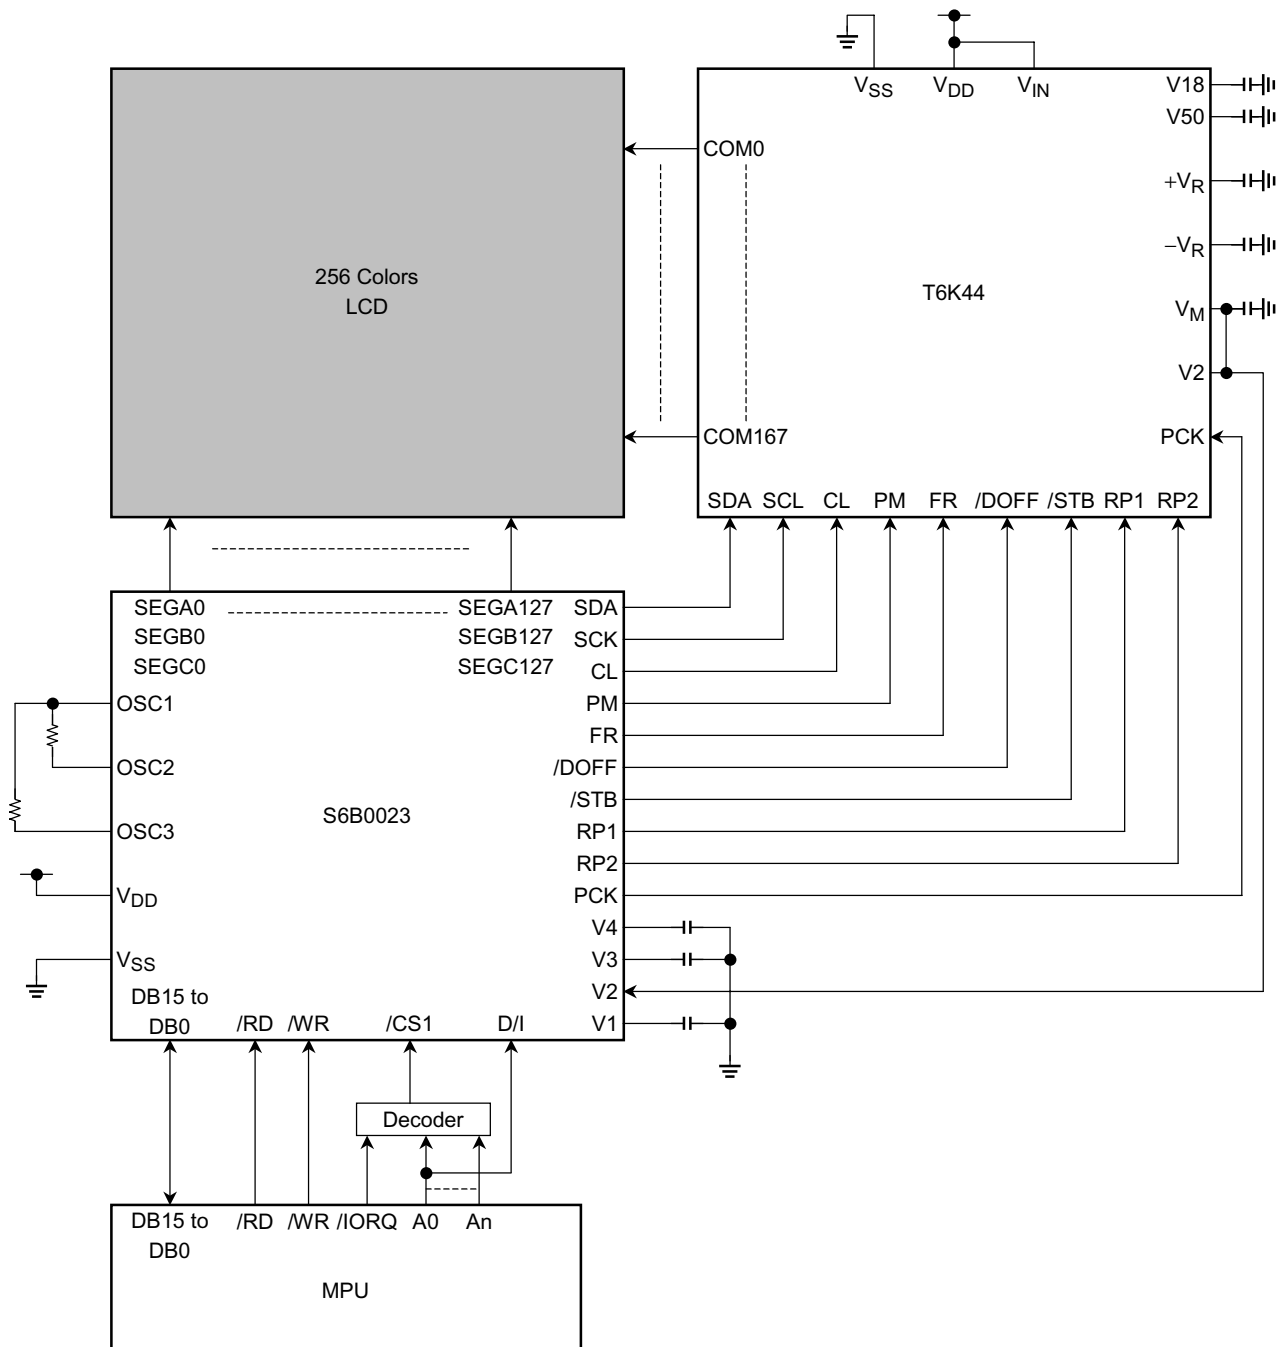 VSS VDD VIN
V18
V50
+VR
−VR
VM
V2
PCK
COM0
COM167
T6K44
SDA SCL CL PM FR /DOFF /STB RP1 RP2
256 Colors
LCD
SEGA0 SEGA127
SEGB0 SEGB127
SEGC0 SEGC127
OSC1
OSC2
OSC3
VDD
VSS
S6B0023
SDA
SCK
CL
PM
FR
/DOFF
/STB
RP1
RP2
PCK
V4
V3
V2
V1
DB15 to
DB0 /RD /WR /CS1 D/I
Decoder
DB15 to /RD /WR /IORQ A0 An
DB0
MPU